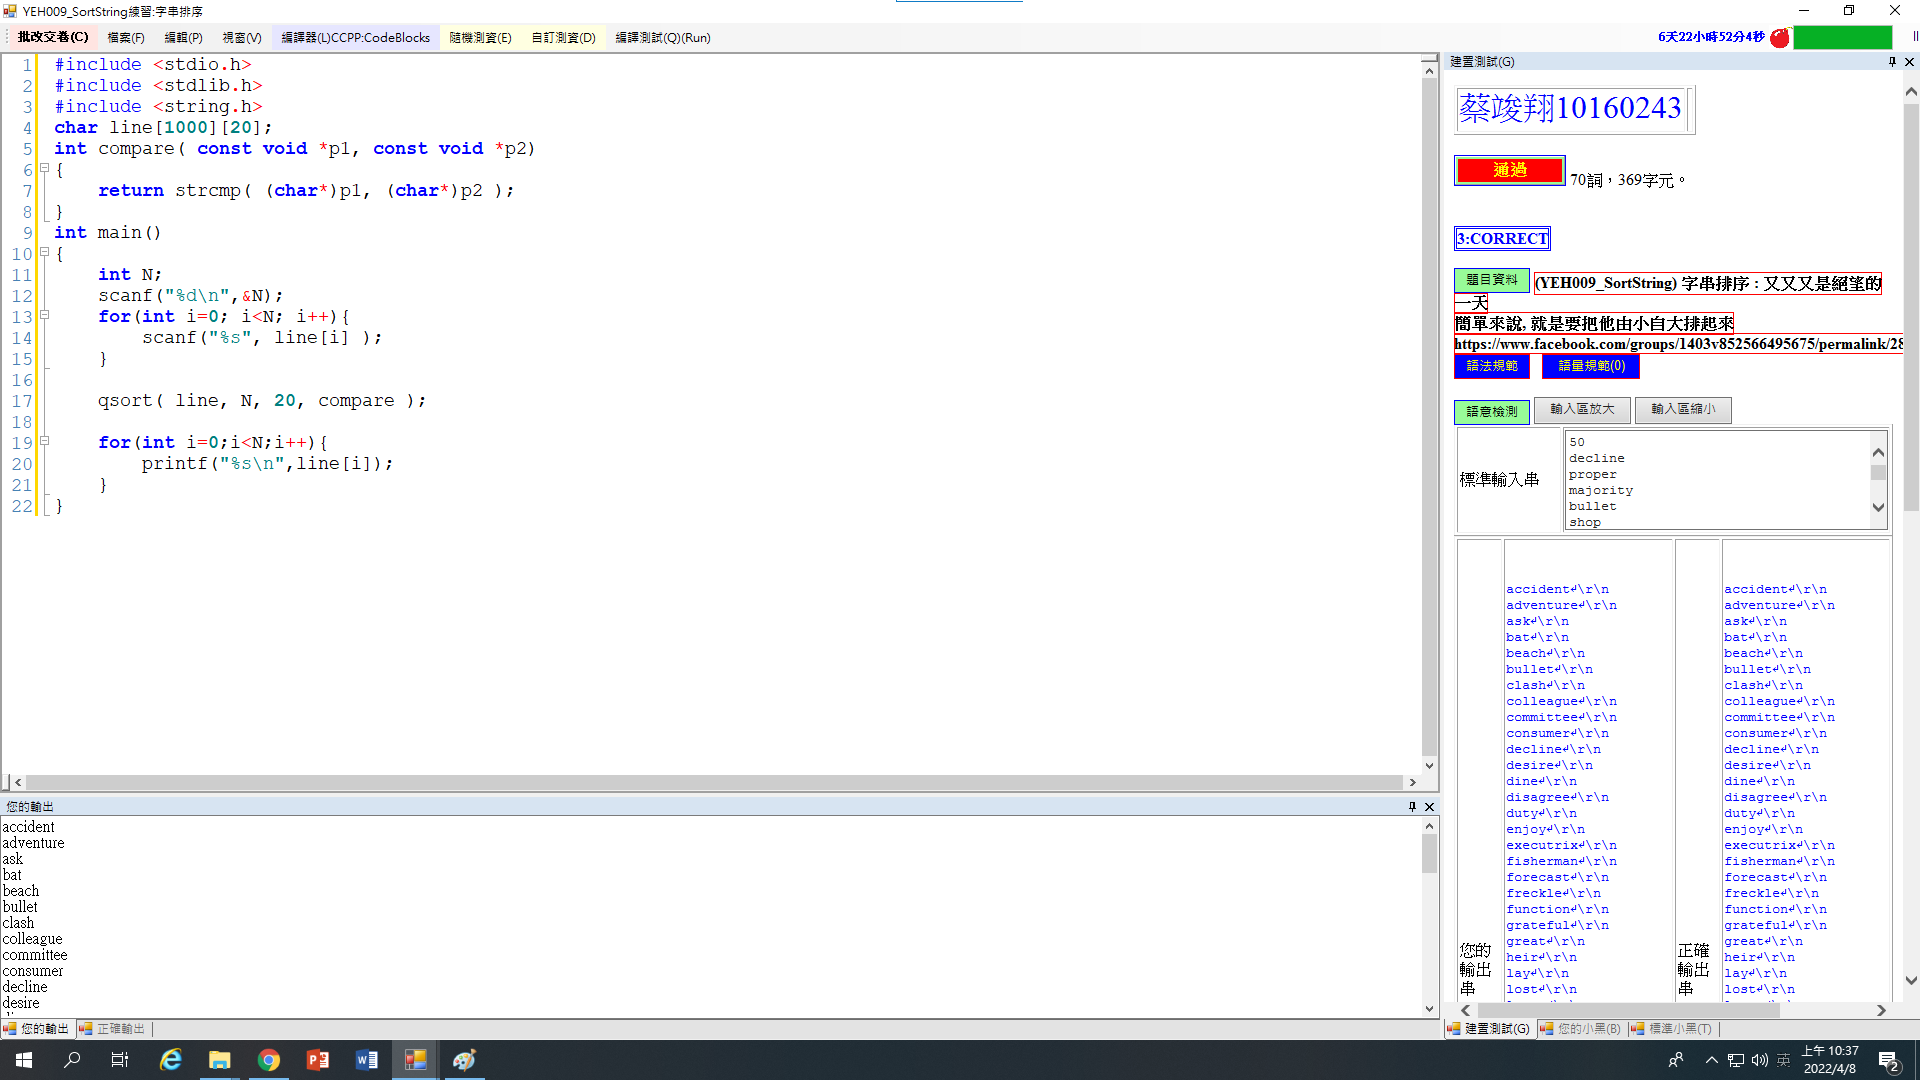 YEH009_SortString練習:字串排序
批改交卷(C) 檔案(F) 編輯(P) 視窗(V) 編譯器(L)CCPP:CodeBlocks 隨機測資(E) 自訂測資(D) 編譯測試(Q)(Run)
6天22小時52分4秒
1 #include <stdio.h>
2 #include <stdlib.h>
3 #include <string.h>
4 char line[1000][20];
5 int compare( const void *p1, const void *p2)
6 {
7     return strcmp( (char*)p1, (char*)p2 );
8 }
9 int main()
10 {
11     int N;
12     scanf("%d\n",&N);
13     for(int i=0; i<N; i++){
14         scanf("%s", line[i] );
15     }
16
17     qsort( line, N, 20, compare );
18
19     for(int i=0;i<N;i++){
20         printf("%s\n",line[i]);
21     }
22 }
您的輸出
accident
adventure
ask
bat
beach
bullet
clash
colleague
committee
consumer
decline
desire
您的輸出 正確輸出
建置測試(G)
蔡竣翔10160243
通過 70詞，369字元。
3:CORRECT
題目資料 (YEH009_SortString) 字串排序 : 又又又是絕望的
一天
簡單來說, 就是要把他由小自大排起來
https://www.facebook.com/groups/1403v852566495675/permalink/28
語法規範 語量規範(0)
語意檢測 輸入區放大 輸入區縮小
標準輸入串
50
decline
proper
majority
bullet
shop
您的
輸出
串
accident↲\r\n
adventure↲\r\n
ask↲\r\n
bat↲\r\n
beach↲\r\n
bullet↲\r\n
clash↲\r\n
colleague↲\r\n
committee↲\r\n
consumer↲\r\n
decline↲\r\n
desire↲\r\n
dine↲\r\n
disagree↲\r\n
duty↲\r\n
enjoy↲\r\n
executrix↲\r\n
fisherman↲\r\n
forecast↲\r\n
freckle↲\r\n
function↲\r\n
grateful↲\r\n
great↲\r\n
heir↲\r\n
lay↲\r\n
lost↲\r\n
正確
輸出
串
accident↲\r\n
adventure↲\r\n
ask↲\r\n
bat↲\r\n
beach↲\r\n
bullet↲\r\n
clash↲\r\n
colleague↲\r\n
committee↲\r\n
consumer↲\r\n
decline↲\r\n
desire↲\r\n
dine↲\r\n
disagree↲\r\n
duty↲\r\n
enjoy↲\r\n
executrix↲\r\n
fisherman↲\r\n
forecast↲\r\n
freckle↲\r\n
function↲\r\n
grateful↲\r\n
great↲\r\n
heir↲\r\n
lay↲\r\n
lost↲\r\n
建置測試(G) 您的小黑(B) 標準小黑(T)
英
上午 10:37
2022/4/8
2